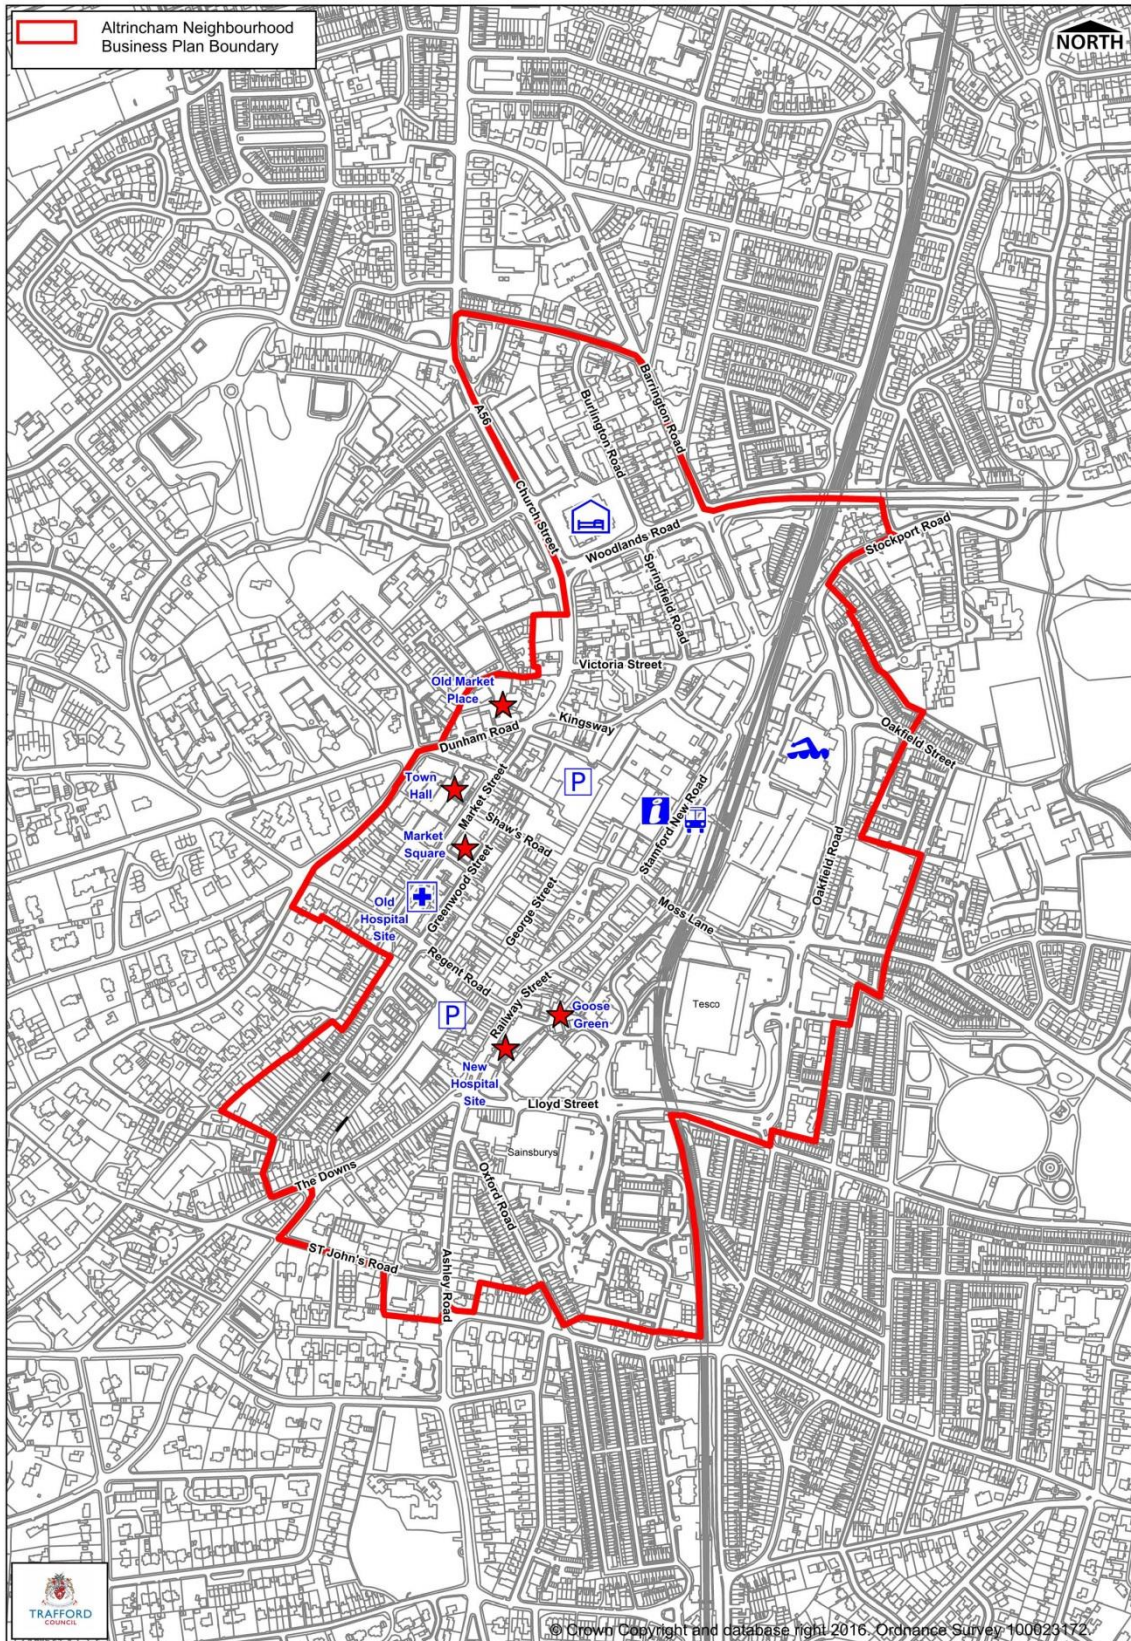 Altrincham Neighbourhood
Business Plan Boundary
NORTH
Barrington Road
Burlington Road
A56
Church Street
Woodlands Road
Stockport Road
Springfield Road
Victoria Street
Old Market
Place
Kingsway
Dunham Road
Oakfield Street
Town
Hall
P
Market Street
i
Stamford New Road
Shaw's Road
Market
Square
Greenwood Street
Oakfield Road
Old
Hospital
Site
George Street
Moss Lane
Regent Road
Railway Street
P
Goose
Green
Tesco
New
Hospital
Site
Lloyd Street
Sainsburys
The Downs
Oxford Road
ST John's Road
Ashley Road
TRAFFORD
COUNCIL
© Crown Copyright and database right 2016. Ordnance Survey 100023172.